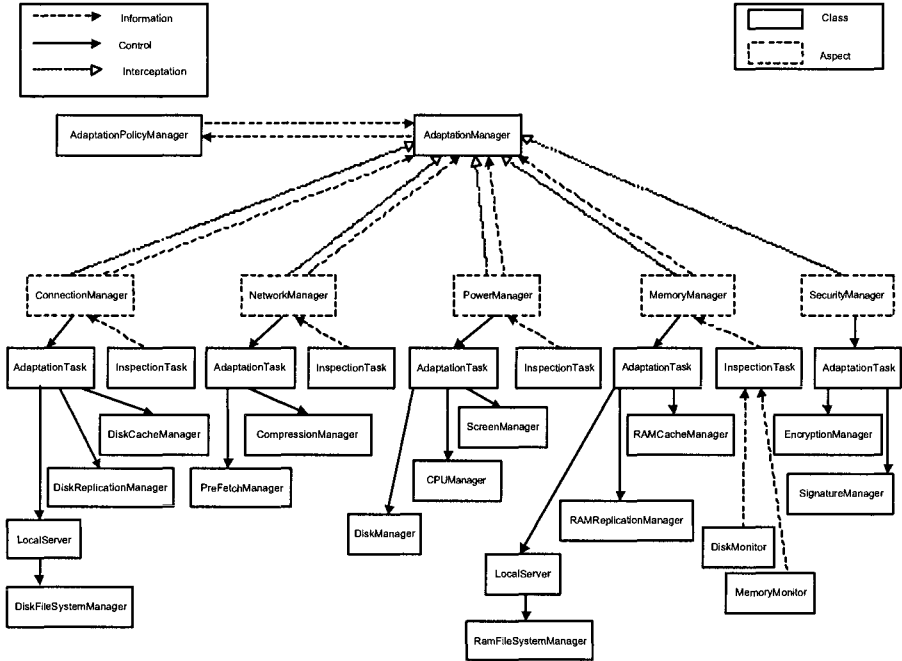 Information
Control
Interceptation
Class
Aspect
AdaptationPolicyManager
AdaptationManager
ConnectionManager
NetworkManager
PowerManager
MemoryManager
SecurityManager
AdaptationTask
InspectionTask
AdaptationTask
InspectionTask
AdaptationTask
InspectionTask
AdaptationTask
InspectionTask
AdaptationTask
DiskCacheManager
CompressionManager
ScreenManager
RAMCacheManager
EncryptionManager
DiskReplicationManager
PreFetchManager
CPUManager
SignatureManager
RAMReplicationManager
DiskManager
LocalServer
DiskMonitor
LocalServer
MemoryMonitor
DiskFileSystemManager
RamFileSystemManager